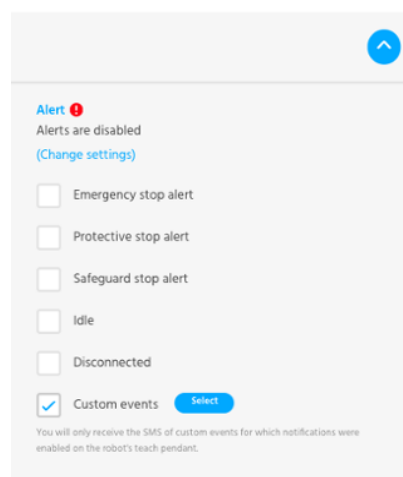 Alert
Alerts are disabled
(Change settings)
Emergency stop alert
Protective stop alert
Safeguard stop alert
Idle
Disconnected
Custom events Select
You will only receive the SMS of custom events for which notifications were
enabled on the robot's teach pendant.